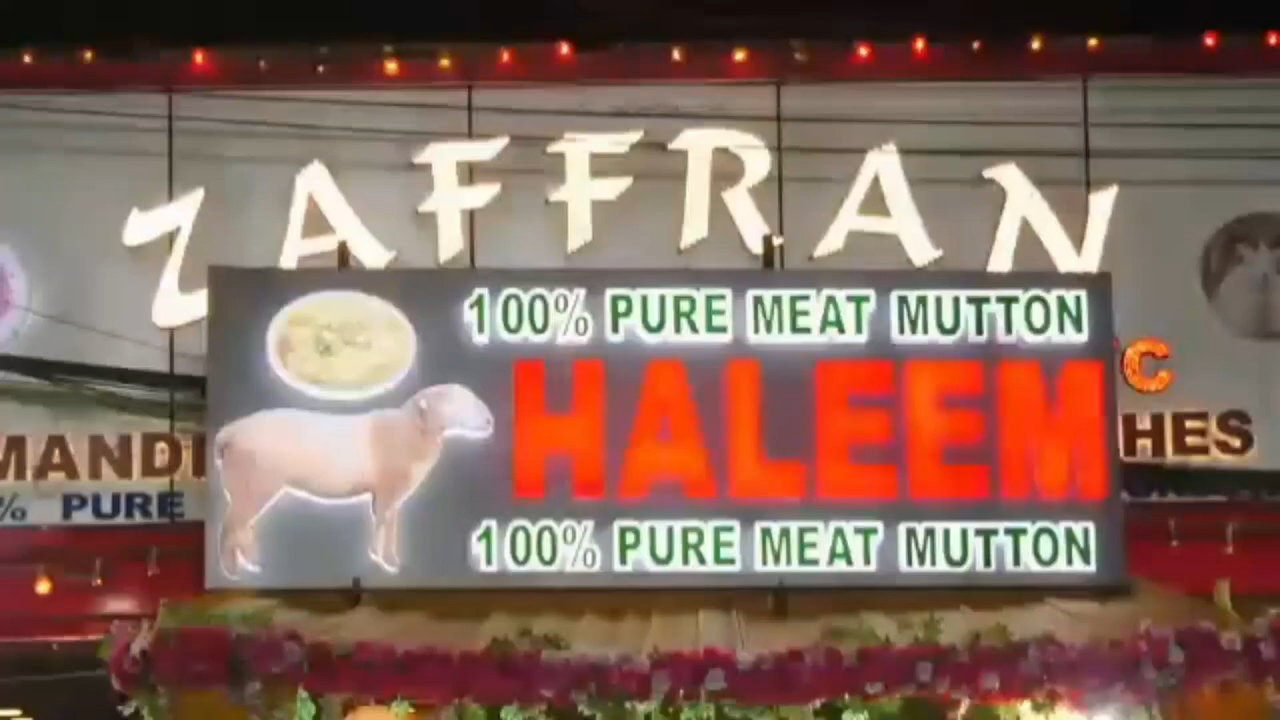 ZAFFRAN
100% PURE MEAT MUTTON
HALEEM
100% PURE MEAT MUTTON
C
MANDI
HES
% PURE